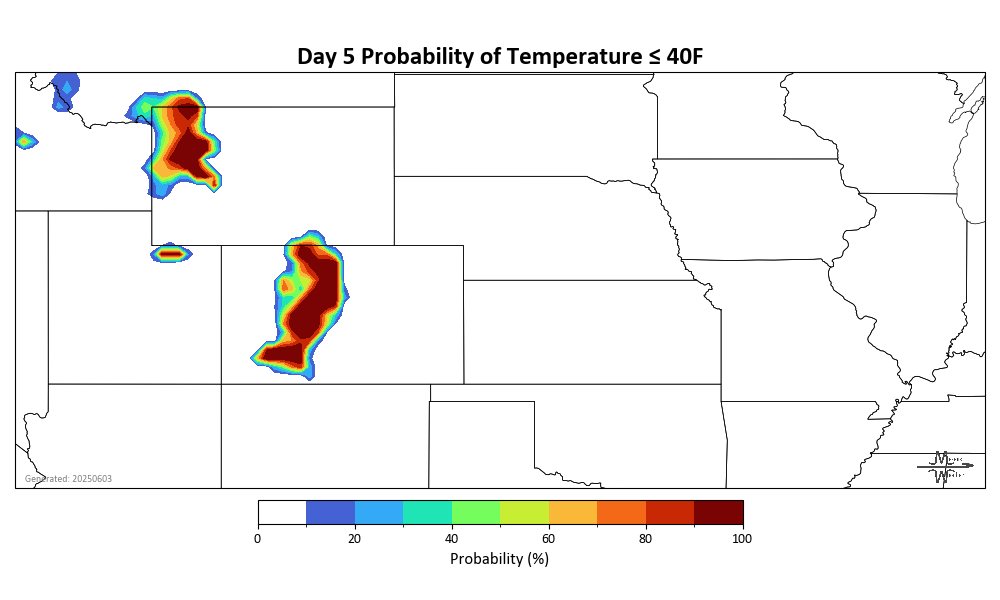 Day 5 Probability of Temperature ≤ 40F
Generated: 20250603
0 20 40 60 80 100
Probability (%)